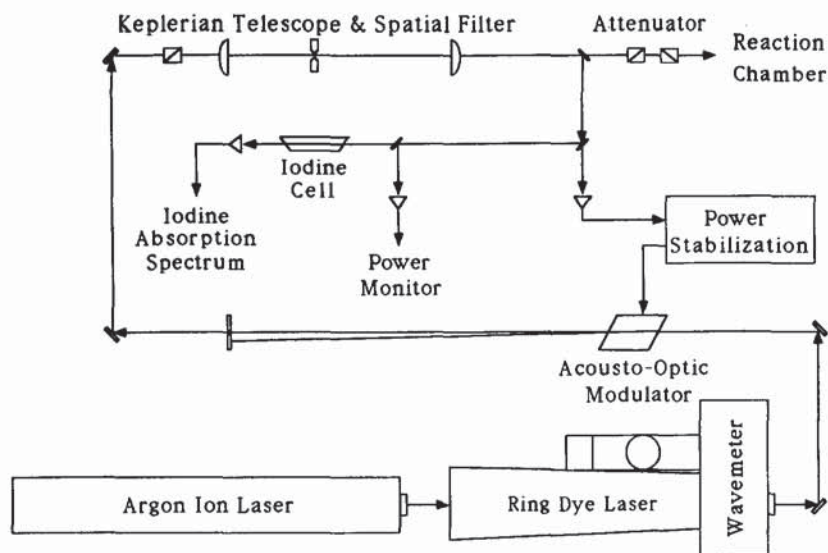 Keplerian Telescope & Spatial Filter
Attenuator
Reaction
Chamber
Iodine
Cell
Iodine
Absorption
Spectrum
Power
Monitor
Power
Stabilization
Acousto-Optic
Modulator
Argon Ion Laser
Ring Dye Laser
Wavemeter